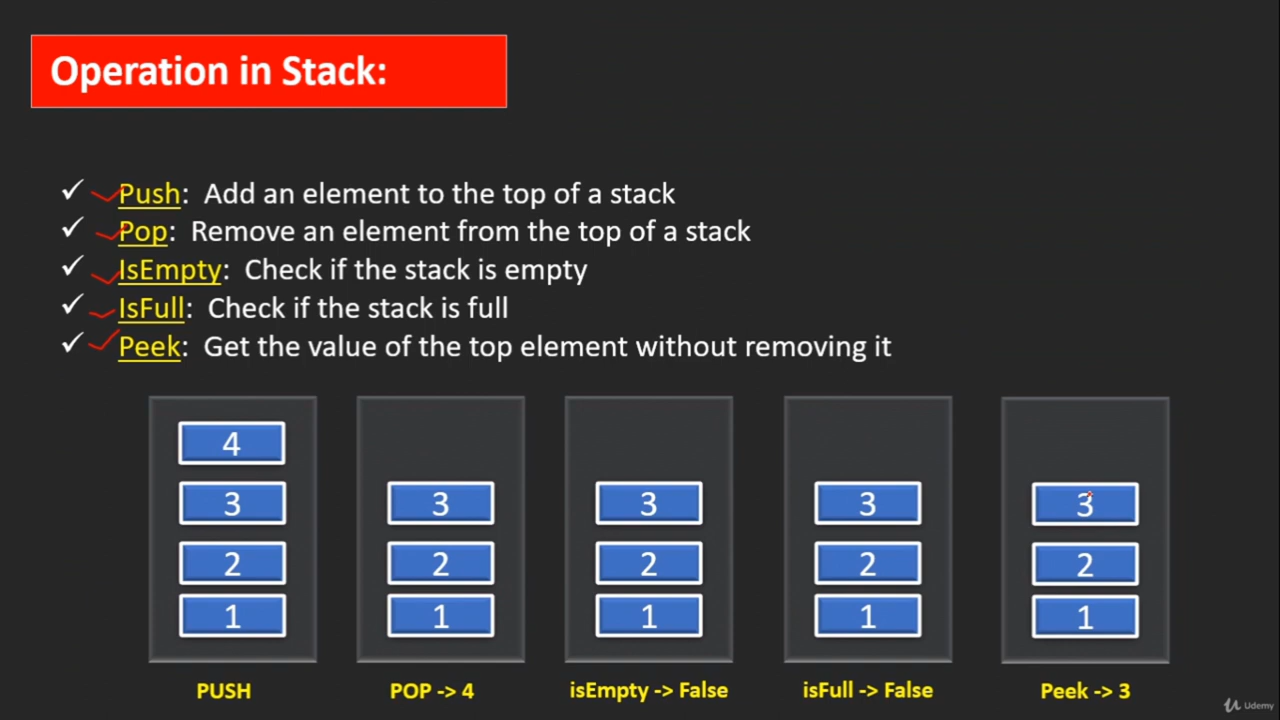 Operation in Stack:
✓ Push: Add an element to the top of a stack
✓ Pop: Remove an element from the top of a stack
✓ IsEmpty: Check if the stack is empty
✓ IsFull: Check if the stack is full
✓ Peek: Get the value of the top element without removing it
4
3 3 3 3 3
2 2 2 2 2
1 1 1 1 1
PUSH POP -> 4 isEmpty -> False isFull -> False Peek -> 3
Udemy